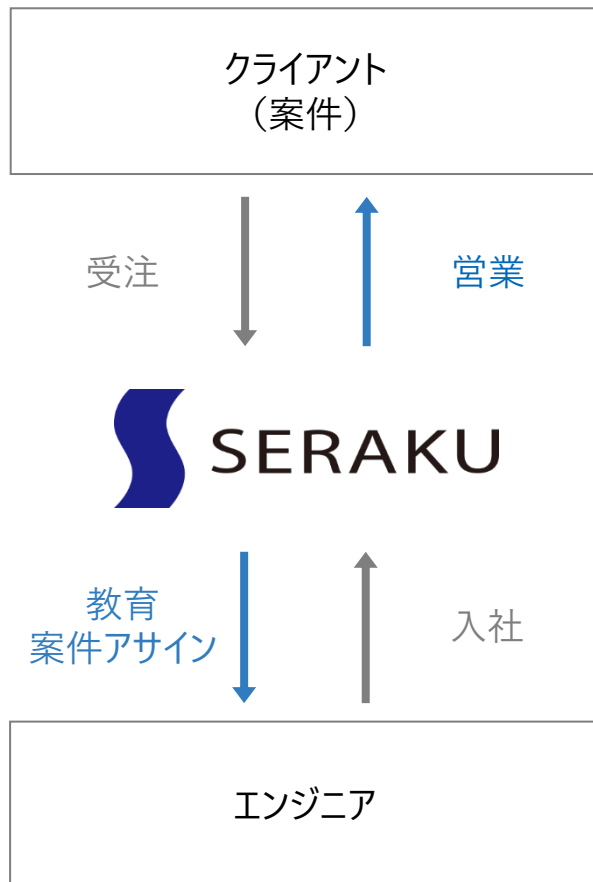 クライアント
（案件）
受注
営業
SERAKU
教育
案件アサイン
入社
エンジニア